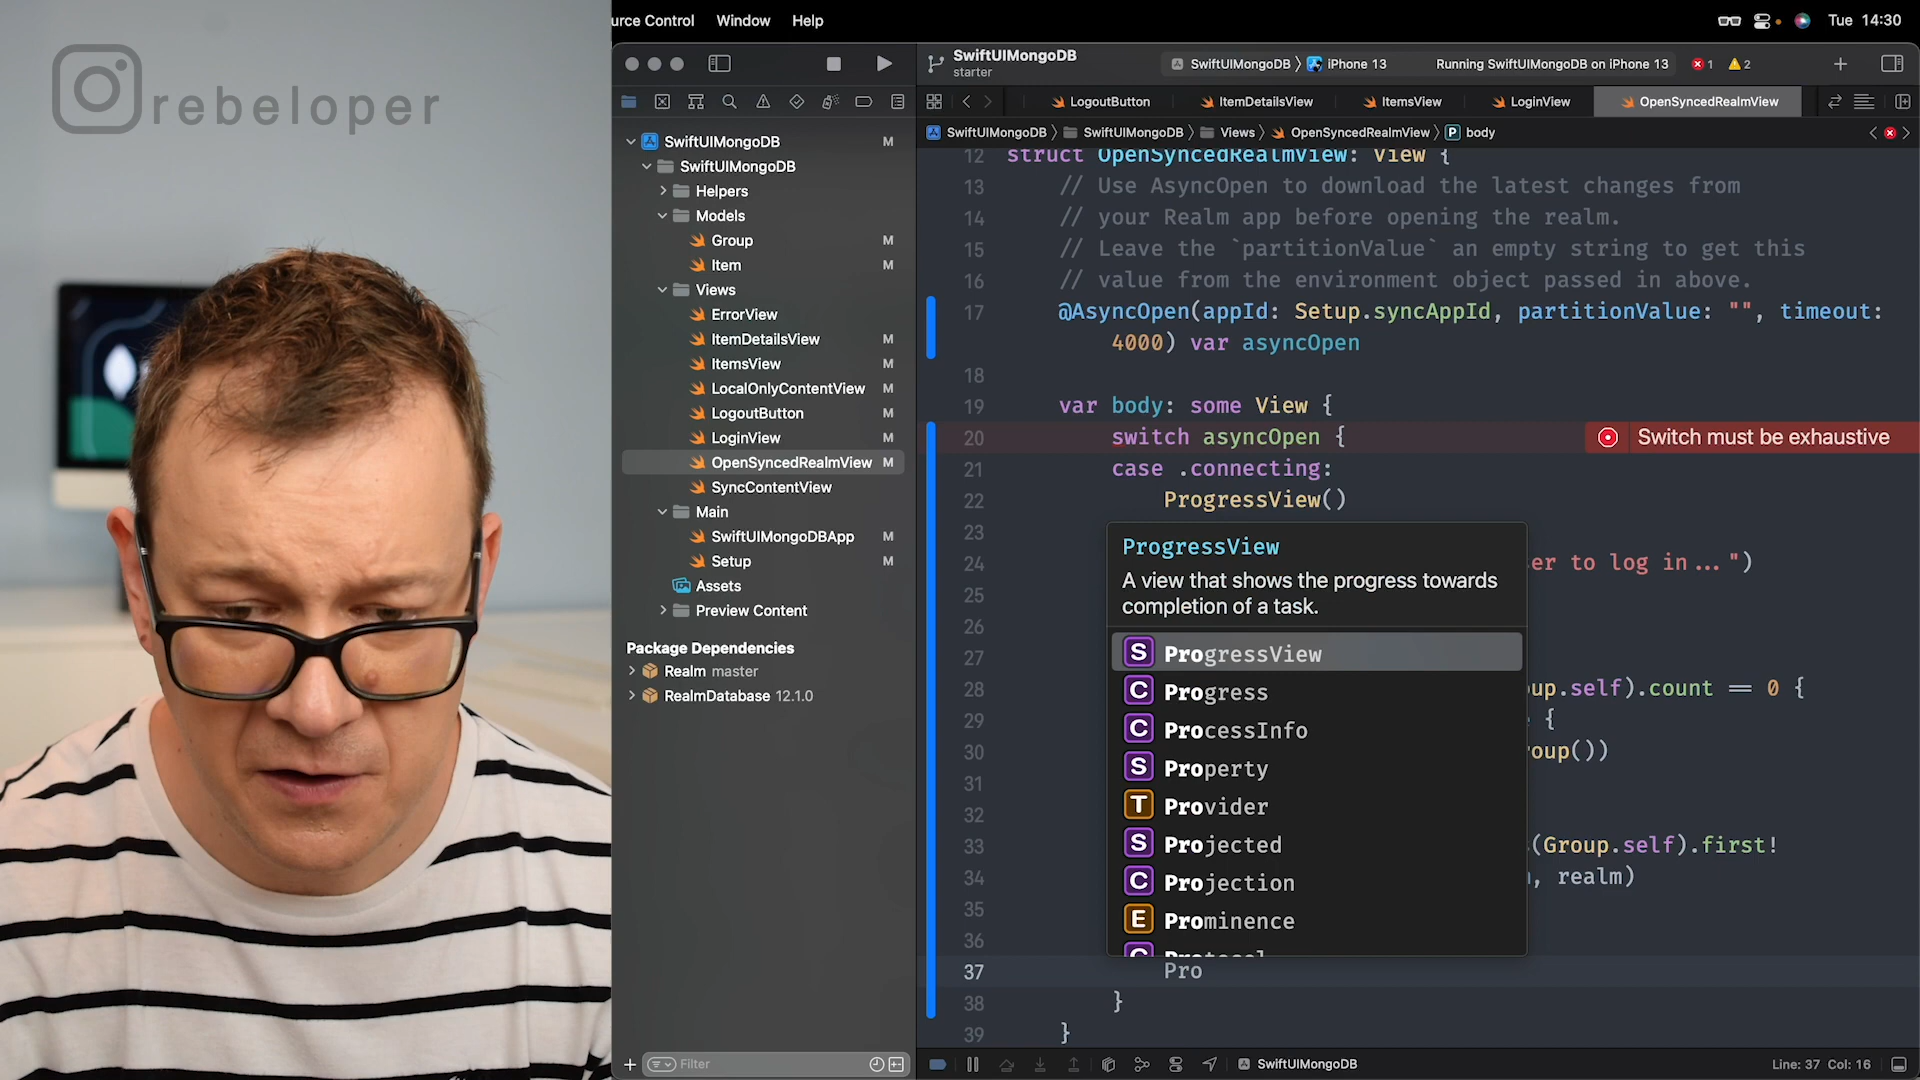 rebeloper
urce Control Window Help
Tue 14:30
SwiftUIMongoDB
starter
SwiftUIMongoDB
iPhone 13
Running SwiftUIMongoDB on iPhone 13
1
2
LogoutButton
ItemDetailsView
ItemsView
LoginView
OpenSyncedRealmView
SwiftUIMongoDB
SwiftUIMongoDB
Views
OpenSyncedRealmView
P body
SwiftUIMongoDB M
SwiftUIMongoDB
Helpers
Models
Group M
Item M
Views
ErrorView
ItemDetailsView M
ItemsView M
LocalOnlyContentView M
LogoutButton M
LoginView M
OpenSyncedRealmView M
SyncContentView
Main
SwiftUIMongoDBApp M
Setup M
Assets
Preview Content
Package Dependencies
Realm master
RealmDatabase 12.1.0
Filter
12 struct OpenSyncedRealmView: View {
13 // Use AsyncOpen to download the latest changes from
14 // your Realm app before opening the realm.
15 // Leave the `partitionValue` an empty string to get this
16 // value from the environment object passed in above.
17 @AsyncOpen(appId: Setup.syncAppId, partitionValue: "", timeout:
4000) var asyncOpen
18
19 var body: some View {
20 switch asyncOpen { Switch must be exhaustive
21 case .connecting:
22 ProgressView()
23
24 er to log in...")
25
26
27
28 up.self).count == 0 {
29 {
30 oup())
31
32
33 (Group.self).first!
34 , realm)
35
36
37 Pro
38 }
39 }
ProgressView
A view that shows the progress towards
completion of a task.
S ProgressView
C Progress
C ProcessInfo
S Property
T Provider
S Projected
C Projection
E Prominence
SwiftUIMongoDB
Line: 37 Col: 16